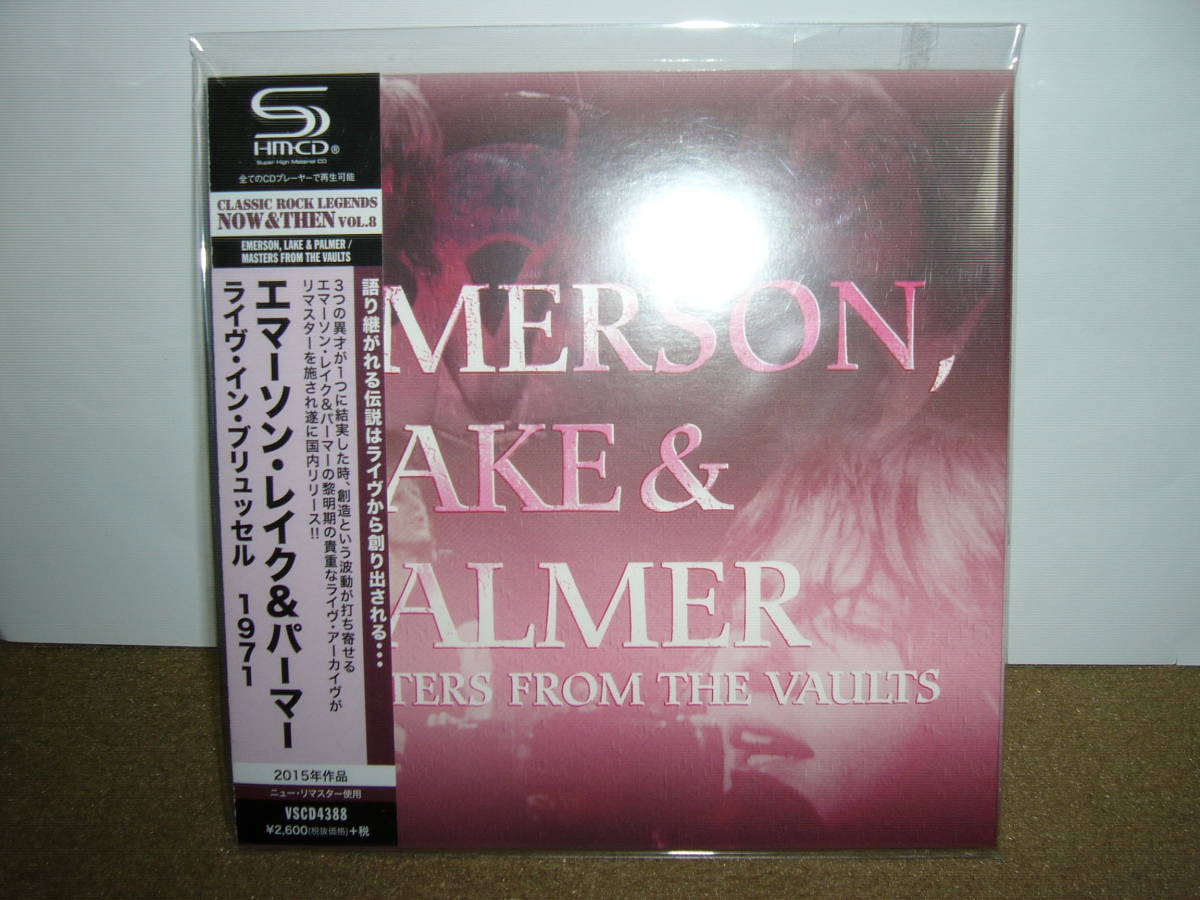 HM-CD®
Super High Material CD
全てのCDプレーヤーで再生可能
CLASSIC ROCK LEGENDS
NOW&THEN VOL.8
EMERSON, LAKE & PALMER /
MASTERS FROM THE VAULTS
語り継がれる伝説はライヴから創り出される・・・
3つの異才が1つに結実した時、創造という波動が打ち寄せる
エマーソン・レイク&パーマーの黎明期の貴重なライヴ・アーカイヴが
リマスターを施され遂に国内リリース!!
エマーソン・レイク&パーマー
ライヴ・イン・ブリュッセル 1971
2015年作品
ニュー・リマスター使用
VSCD4388
¥2,600(税抜価格)+税
MERSON,
AKE &
ALMER
TERS FROM THE VAULTS